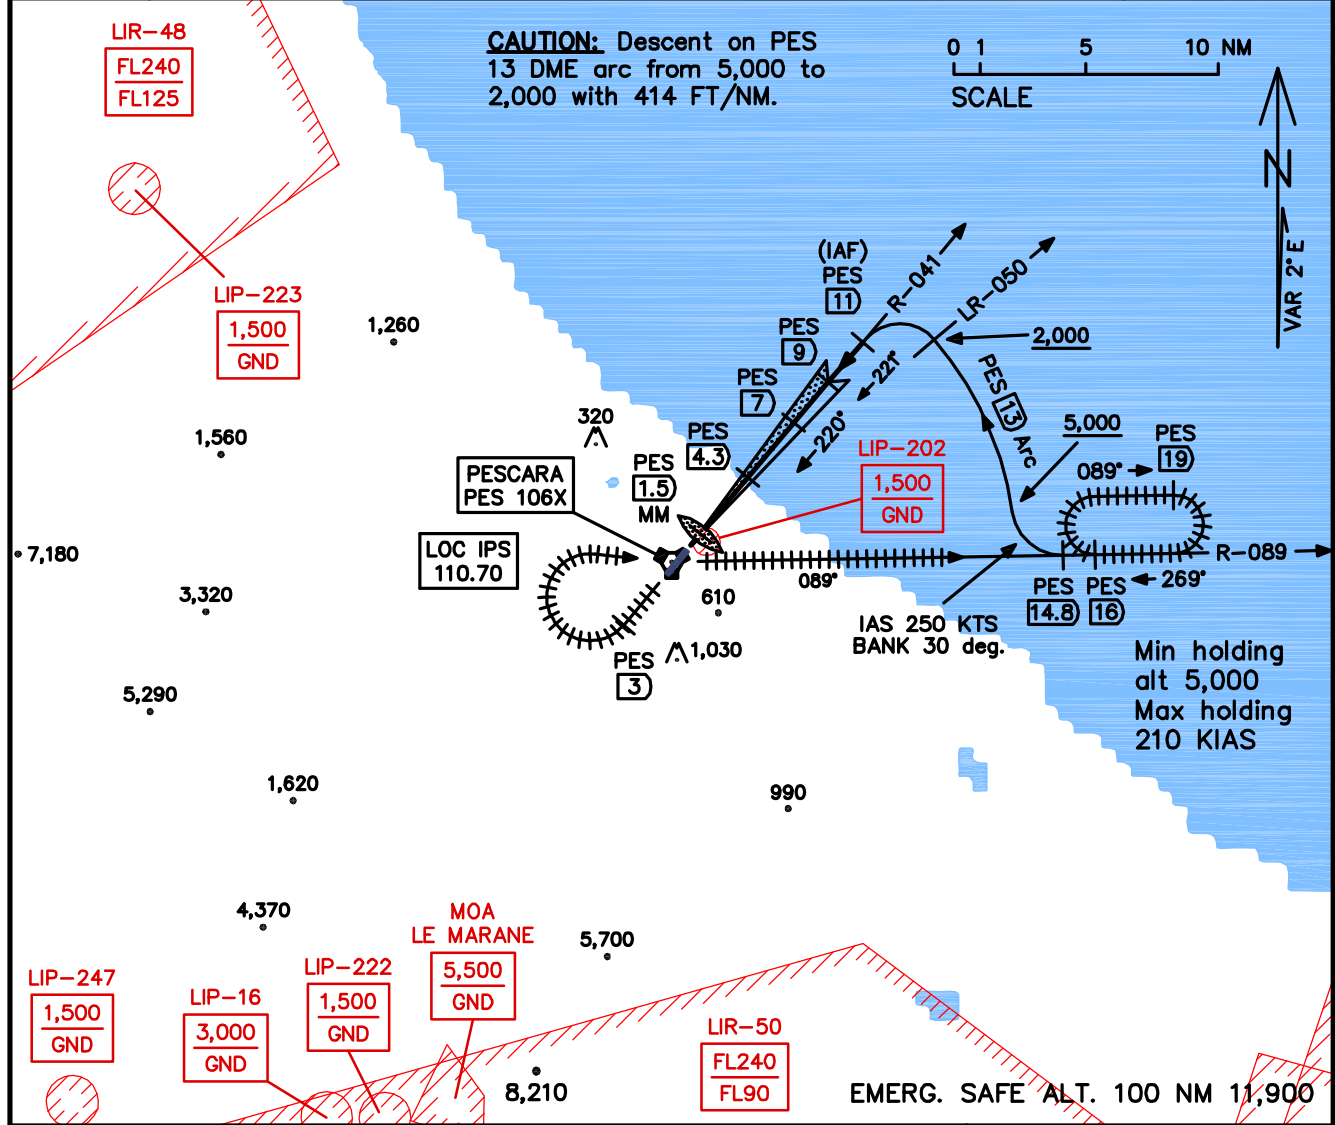 LIR-48
FL240
FL125
CAUTION: Descent on PES
13 DME arc from 5,000 to
2,000 with 414 FT/NM.
0 1 5 10 NM
SCALE
N
VAR 2° E
LIP-223
1,500
GND
1,260
1,560
(IAF)
PES
11
R-041
LR-050
2,000
PES
9
221°
PES
7
220°
PES 13 Arc
5,000
PES
19
089°
320
PES
4.3
LIP-202
1,500
GND
PESCARA
PES 106X
PES
1.5
MM
LOC IPS
110.70
7,180
3,320
R-089
089°
269°
PES
14.8
PES
16
610
IAS 250 KTS
BANK 30 deg.
1,030
PES
3
Min holding
alt 5,000
Max holding
210 KIAS
5,290
1,620
990
4,370
5,700
MOA
LE MARANE
5,500
GND
LIP-247
1,500
GND
LIP-16
3,000
GND
LIP-222
1,500
GND
8,210
LIR-50
FL240
FL90
EMERG. SAFE ALT. 100 NM 11,900